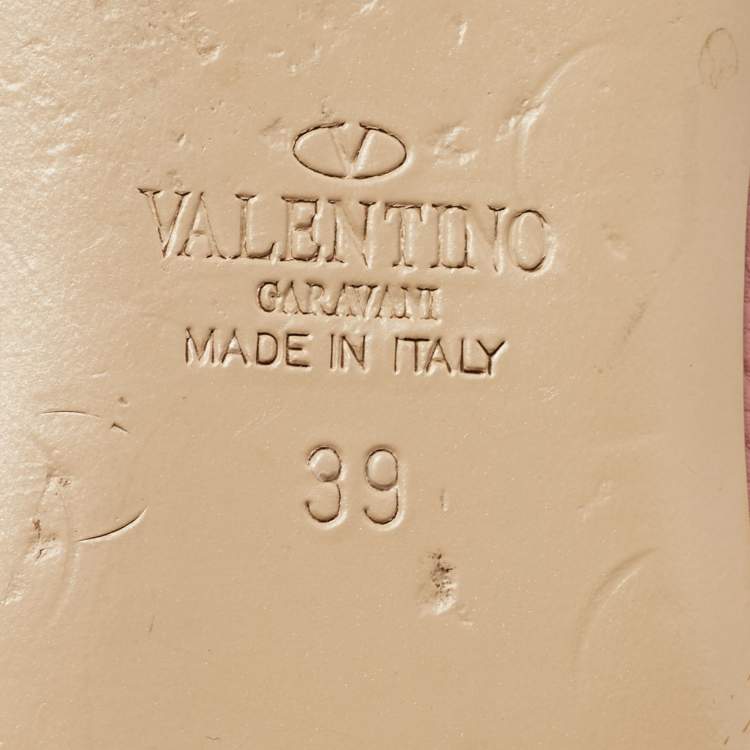 V
VALENTINO
GARAVANI
MADE IN ITALY
39